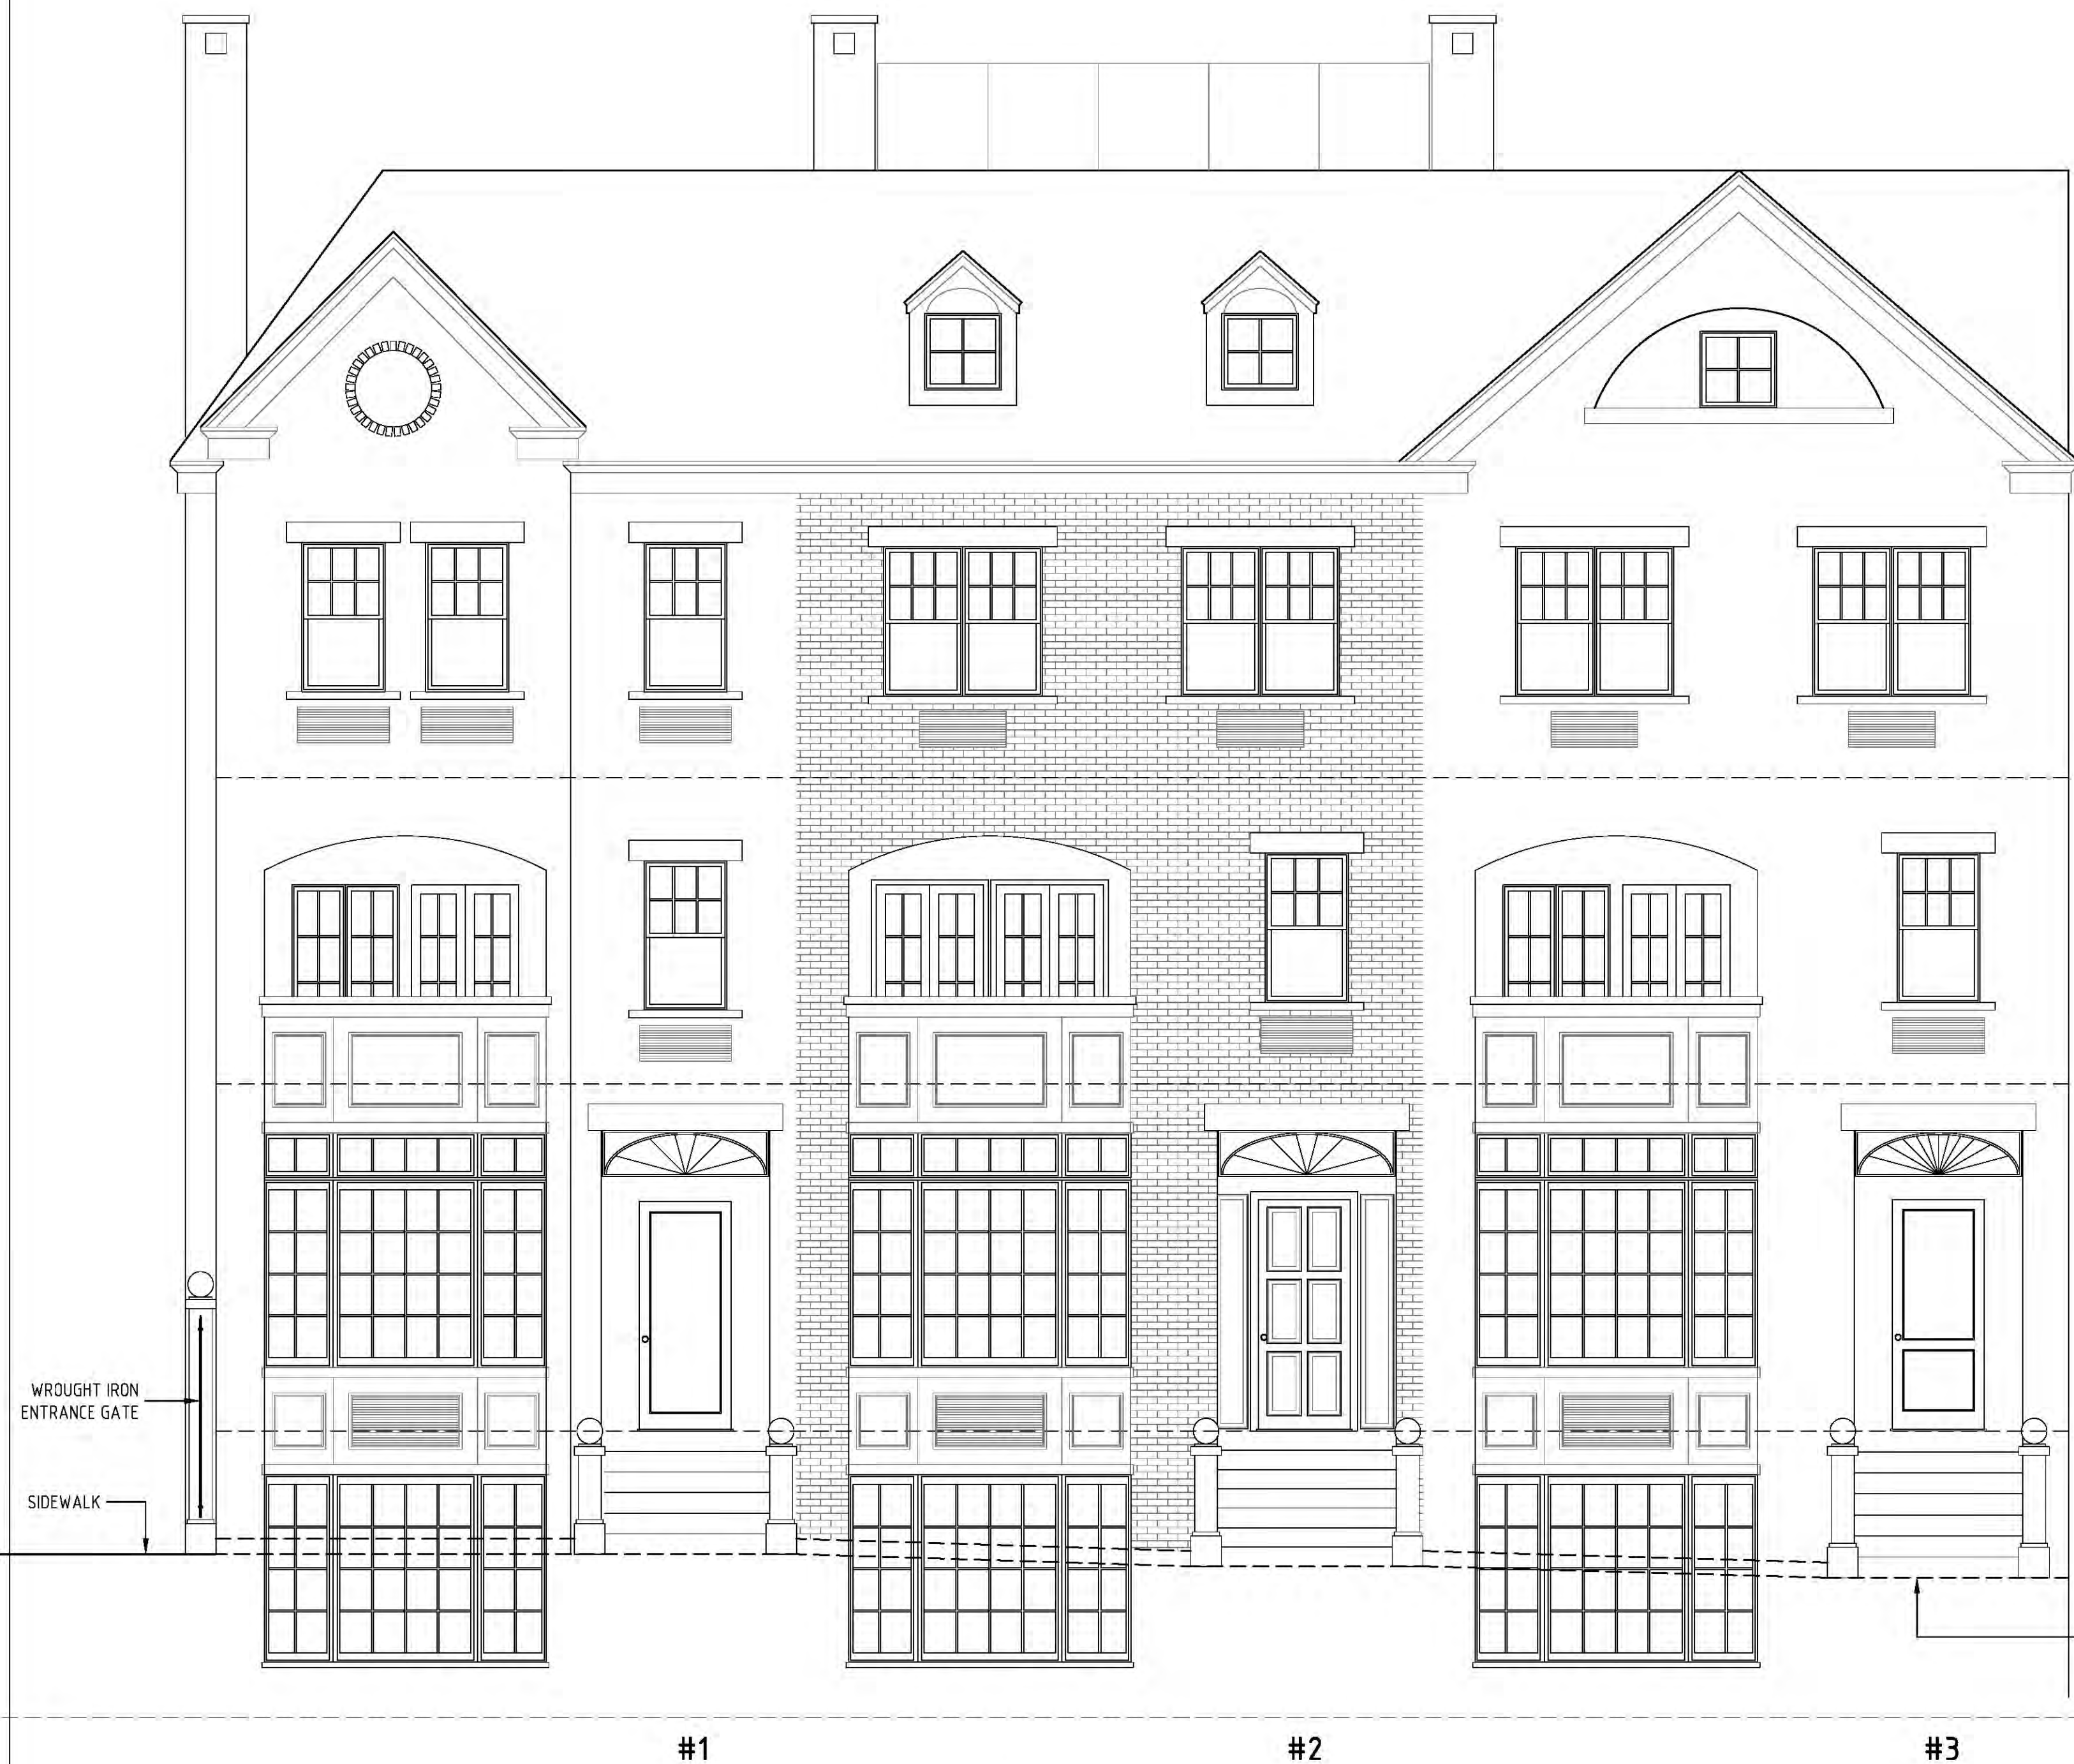 WROUGHT IRON
ENTRANCE GATE
SIDEWALK
#1
#2
#3